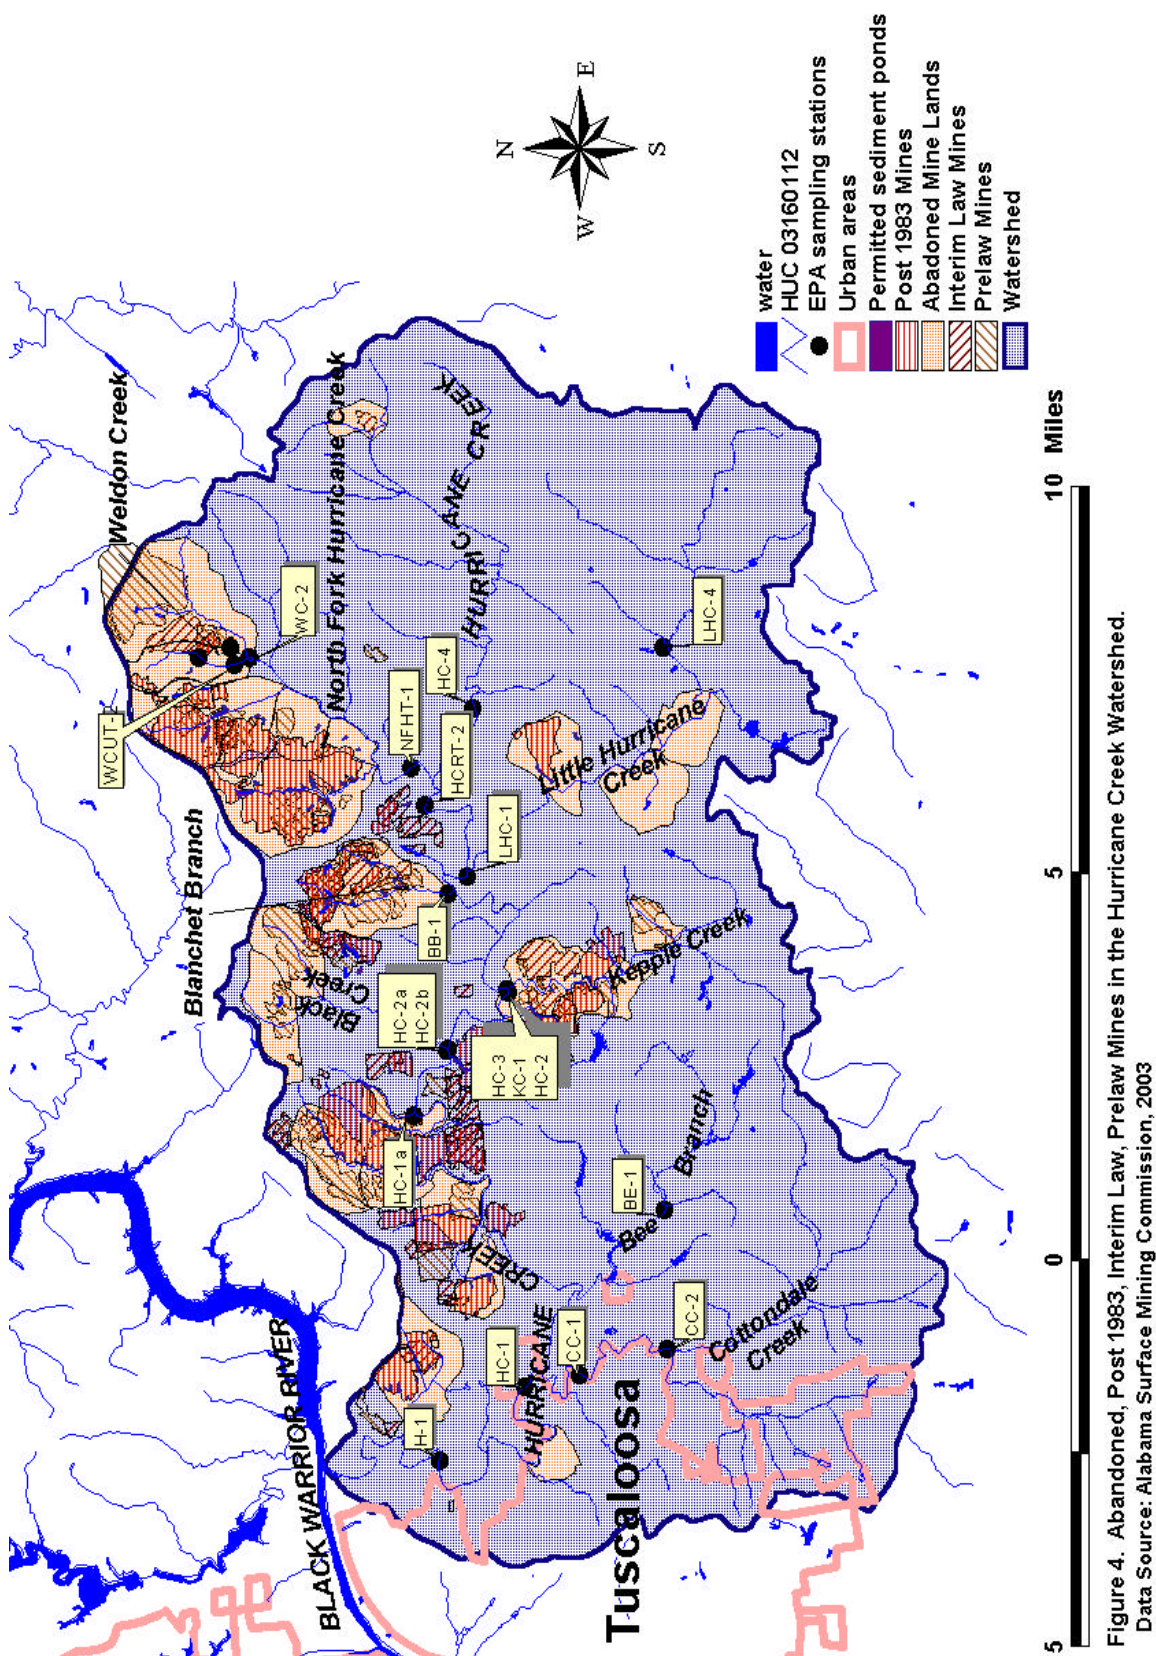 Weldon Creek
WCUT-
WC-2
North Fork Hurricane Creek
Blanchet Branch
NFHT-1
HC-4
HCRT-2
HURRICANE CREEK
LHC-1
LHC-4
Little Hurricane
Creek
BB-1
Black
Creek
HC-2a
HC-2b
HC-3
KC-1
HC-2
Kepple Creek
HC-1a
BE-1
Bee Branch
BLACK WARRIOR RIVER
HURRICANE CREEK
H-1
HC-1
CC-1
CC-2
Cottondale
Creek
Tuscaloosa
N
W
E
S
water
HUC 03160112
EPA sampling stations
Urban areas
Permitted sediment ponds
Post 1983 Mines
Abadoned Mine Lands
Interim Law Mines
Prelaw Mines
Watershed
5 0 5 10 Miles
Figure 4. Abandoned, Post 1983, Interim Law, Prelaw Mines in the Hurricane Creek Watershed.
Data Source: Alabama Surface Mining Commission, 2003